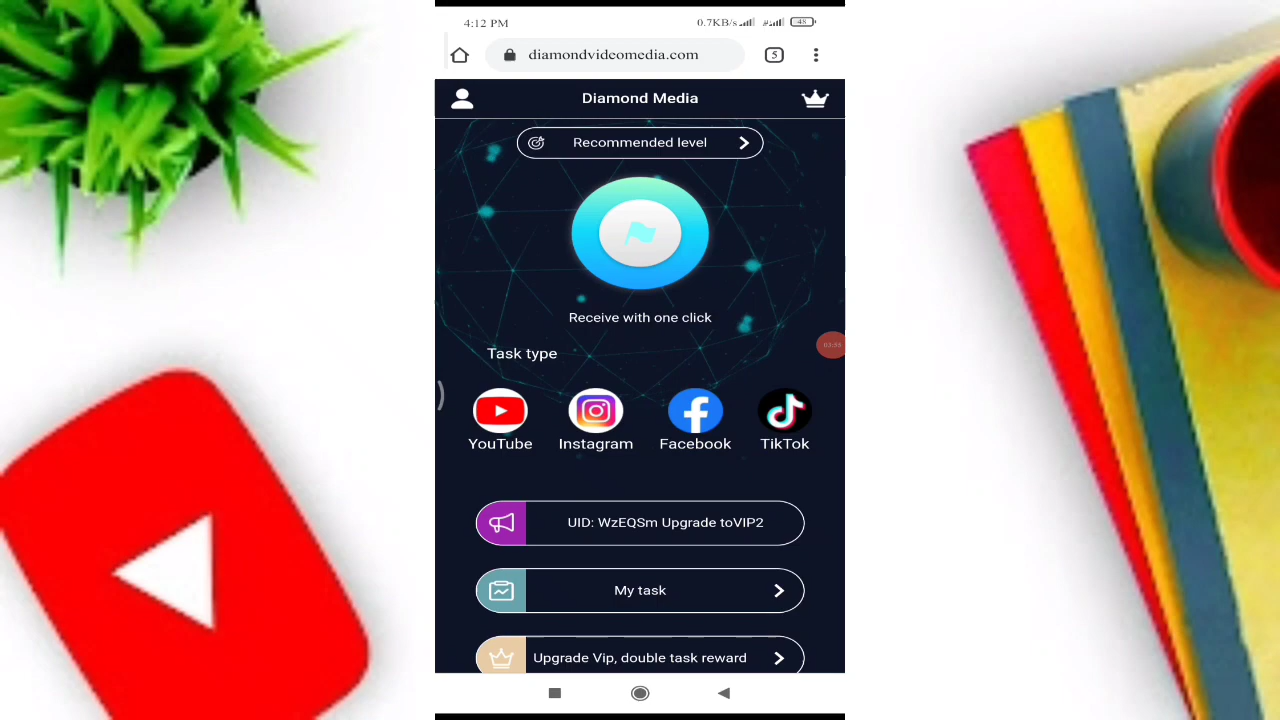 4:12 PM
0.7KB/s
48
diamondvideomedia.com
5
Diamond Media
Recommended level
Receive with one click
Task type
YouTube
Instagram
Facebook
TikTok
UID: WzEQSm Upgrade toVIP2
My task
Upgrade Vip, double task reward